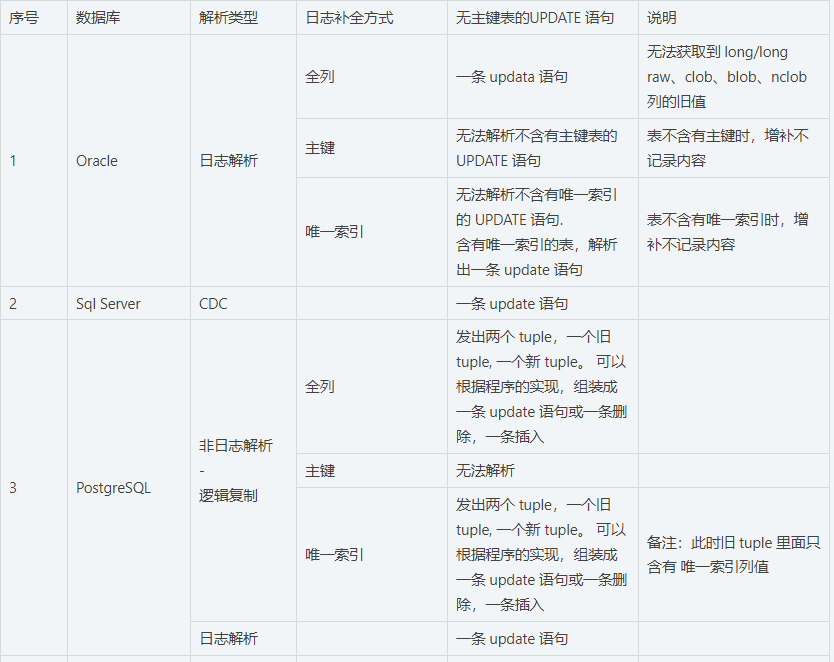 序号 数据库 解析类型 日志补全方式 无主键表的UPDATE 语句 说明
1 Oracle 日志解析
全列
一条 updata 语句
无法获取到 long/long
raw、clob、blob、nclob
列的旧值
主键
无法解析不含有主键表的
UPDATE 语句
表不含有主键时，增补不
记录内容
唯一索引
无法解析不含有唯一索引
的 UPDATE 语句.
含有唯一索引的表，解析
出一条 update 语句
表不含有唯一索引时，增
补不记录内容
2 Sql Server CDC 一条 update 语句
3 PostgreSQL
非日志解析
-
逻辑复制
全列
发出两个 tuple，一个旧
tuple, 一个新 tuple。 可以
根据程序的实现，组装成
一条 update 语句或一条删
除，一条插入
主键 无法解析
唯一索引
发出两个 tuple，一个旧
tuple, 一个新 tuple。 可以
根据程序的实现，组装成
一条 update 语句或一条删
除，一条插入
备注：此时旧 tuple 里面只
含有 唯一索引列值
日志解析 一条 update 语句